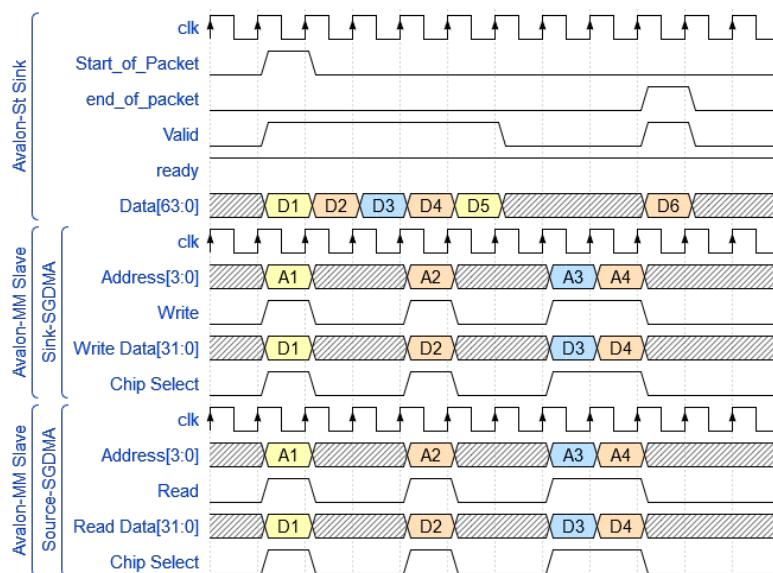 clk
Start_of_Packet
end_of_packet
Valid
ready
Data[63:0] D1 D2 D3 D4 D5 D6
Avalon-St Sink
clk
Address[3:0] A1 A2 A3 A4
Write
Write Data[31:0] D1 D2 D3 D4
Chip Select
Avalon-MM Slave
Sink-SGDMA
clk
Address[3:0] A1 A2 A3 A4
Read
Read Data[31:0] D1 D2 D3 D4
Chip Select
Avalon-MM Slave
Source-SGDMA